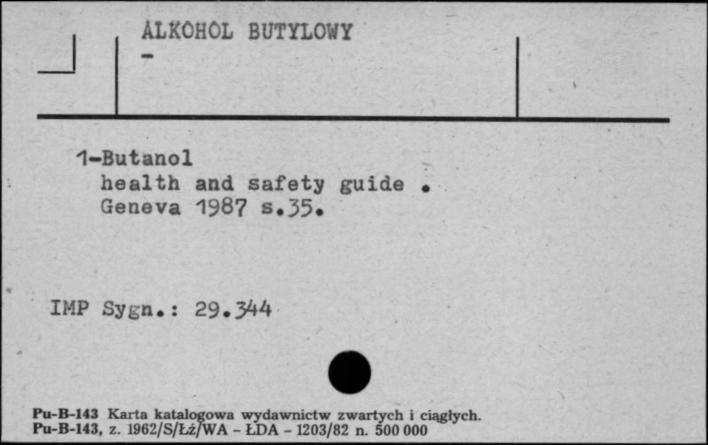 ALKOHOL BUTYLOWY
-
1-Butanol
health and safety guide .
Geneva 1987 s.35.
IMP Sygn.: 29.344
Pu-B-143 Karta katalogowa wydawnictw zwartych i ciągłych.
Pu-B-143, z. 1962/S/Łż/WA - ŁDA - 1203/82 n. 500 000